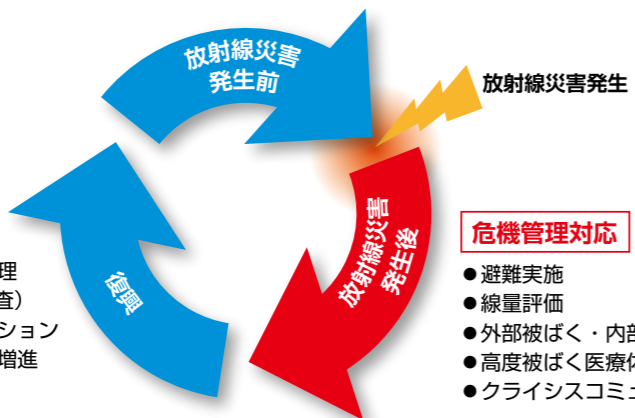 放射線災害
発生前
放射線災害発生
放射線災害
発生後
復興
理
査)
ション
増進
危機管理対応
●避難実施
●線量評価
●外部被ばく・内部
●高度被ばく医療体
●クライシスコミュ